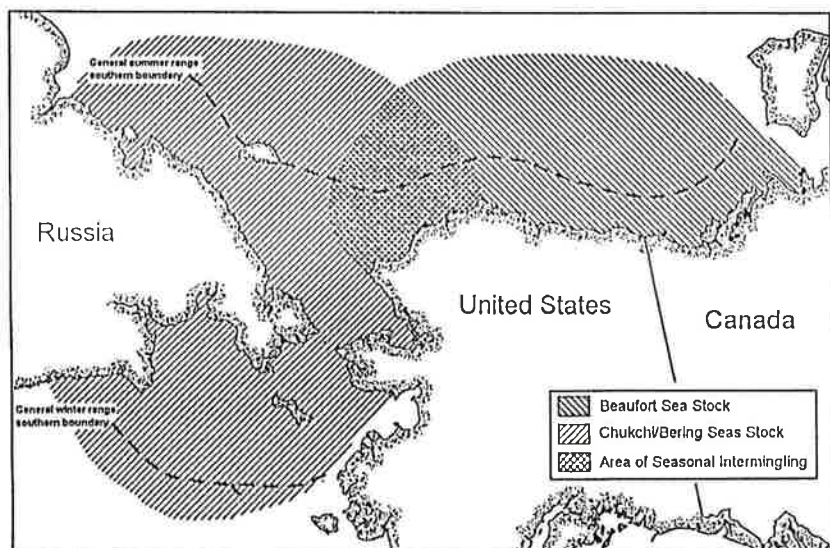 General summer range
southern boundary
Russia
United States
Canada
General winter range
southern boundary
Beaufort Sea Stock
Chukchi/Bering Seas Stock
Area of Seasonal Intermingling